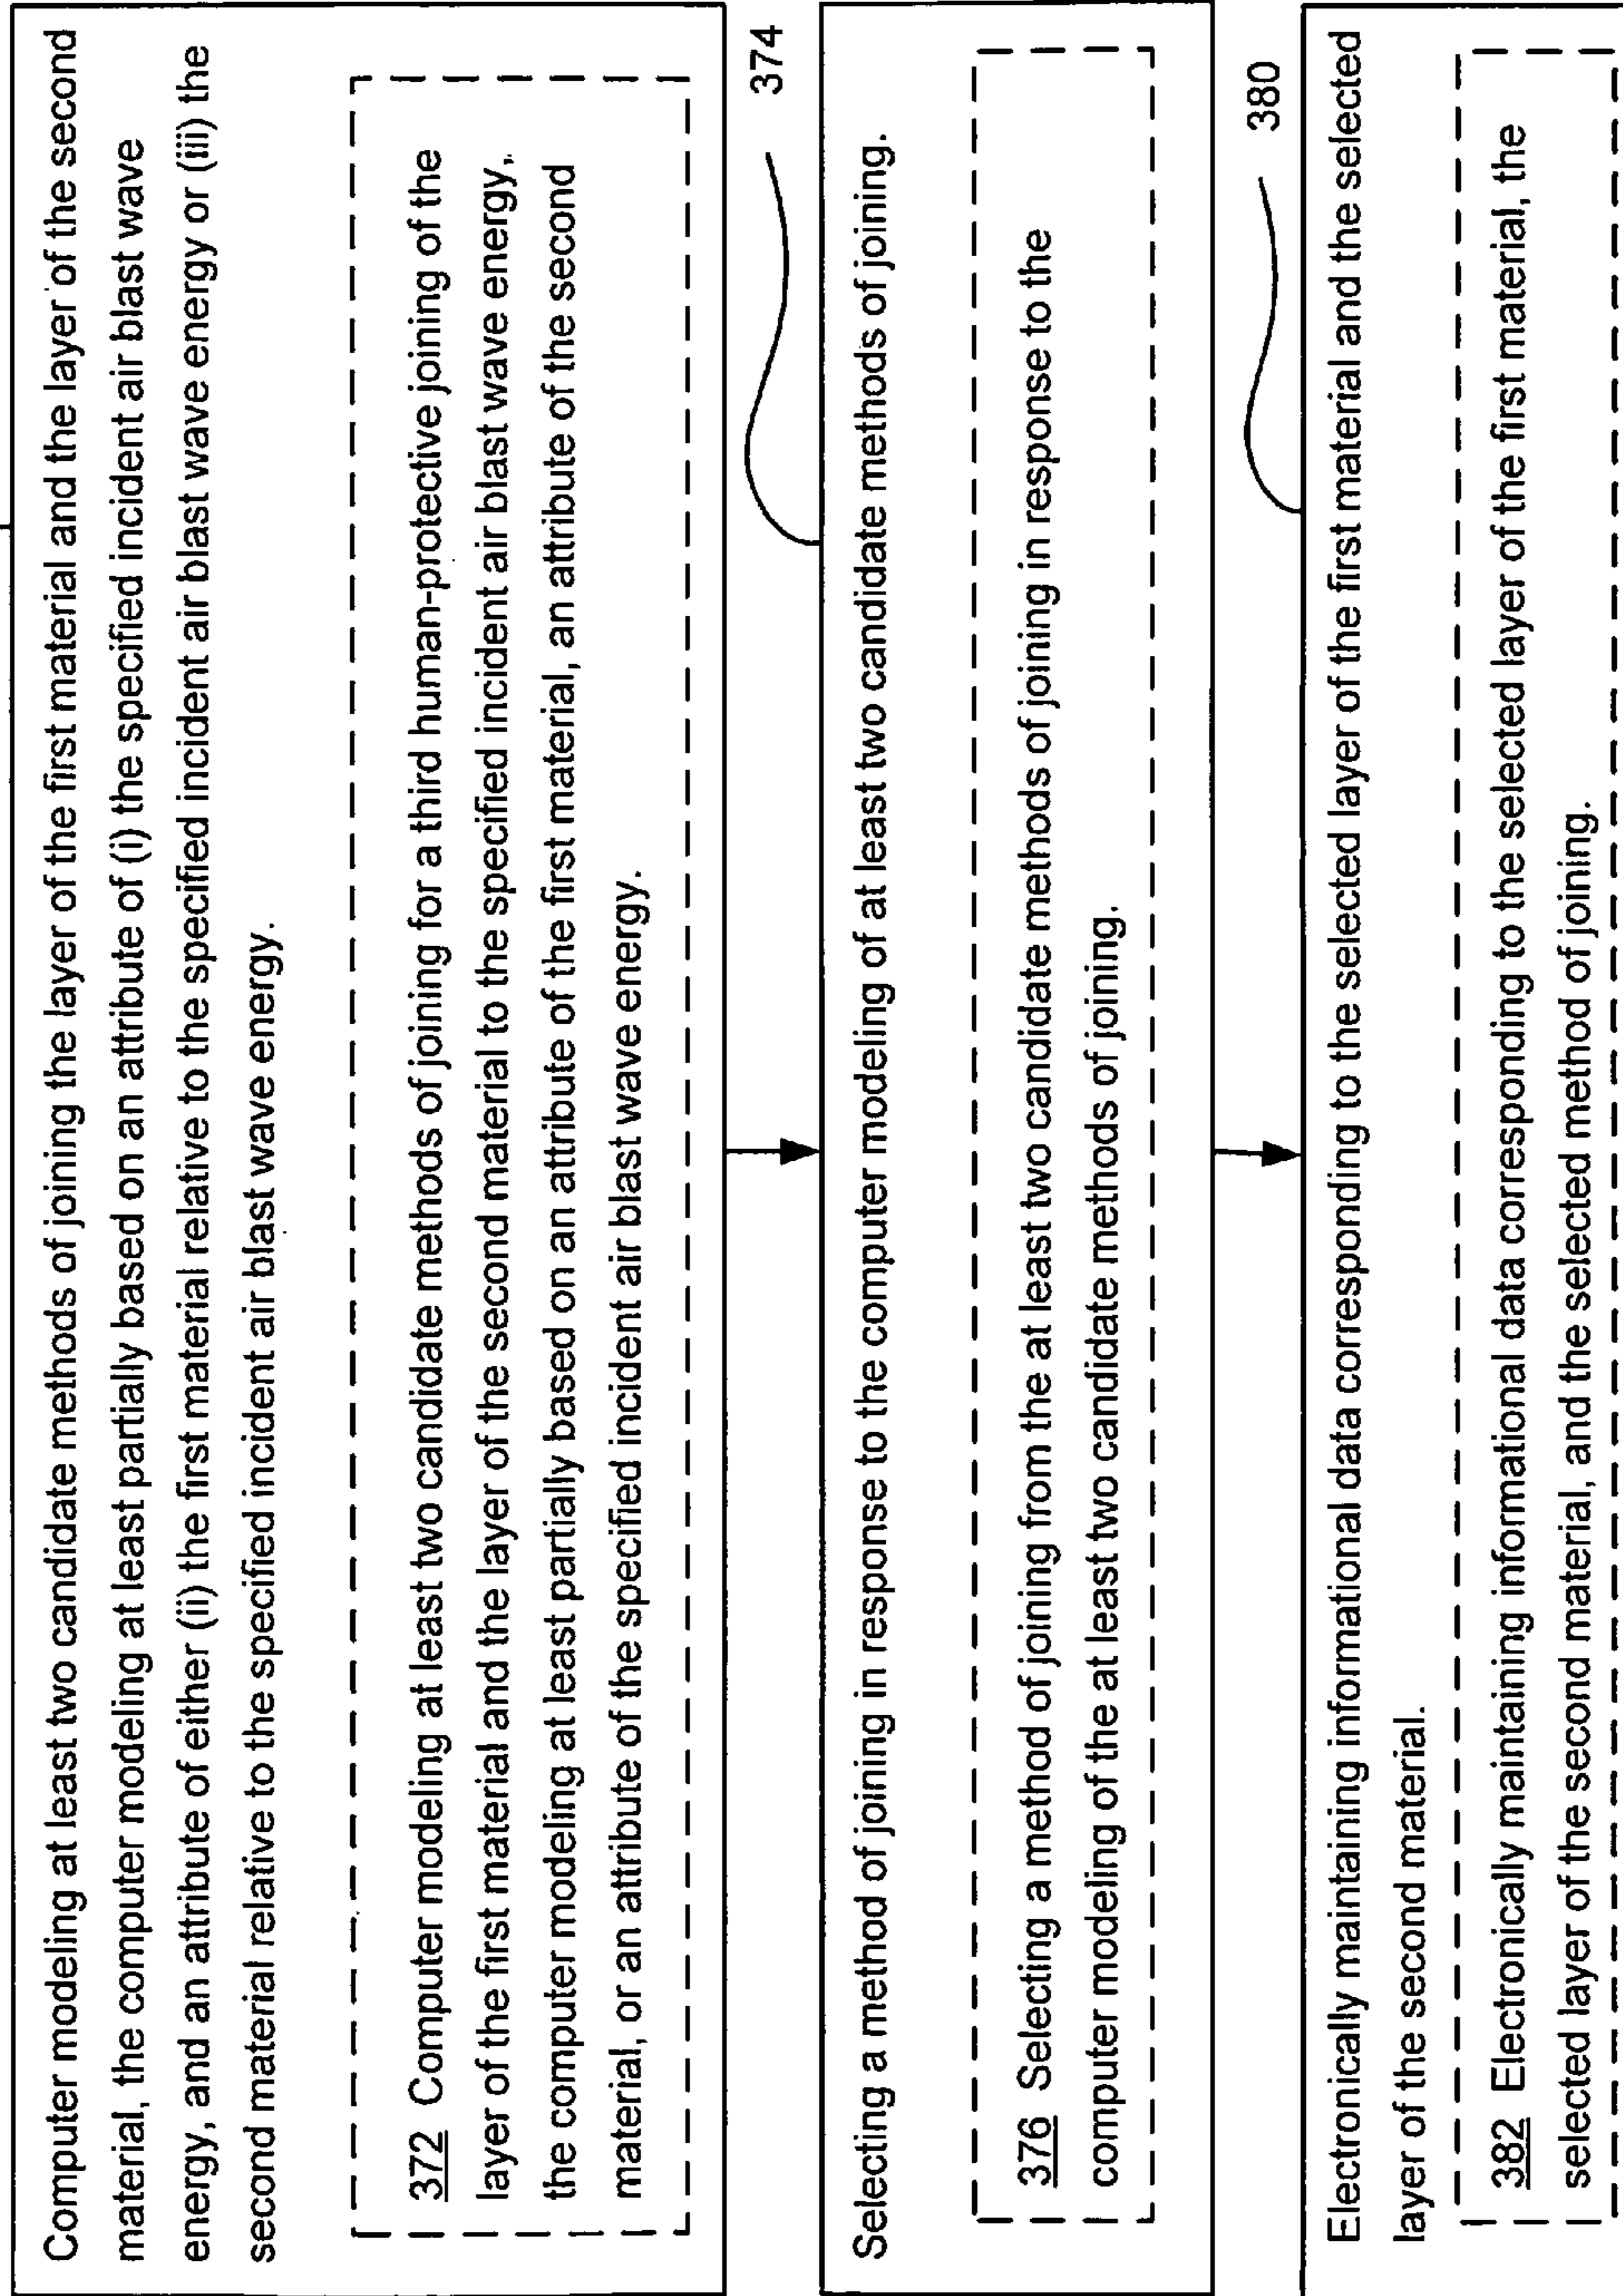 Computer modeling at least two candidate methods of joining the layer of the first material and the layer of the second
material, the computer modeling at least partially based on an attribute of (i) the specified incident air blast wave
energy, and an attribute of either (ii) the first material relative to the specified incident air blast wave energy or (iii) the
second material relative to the specified incident air blast wave energy.
372 Computer modeling at least two candidate methods of joining for a third human-protective joining of the
layer of the first material and the layer of the second material to the specified incident air blast wave energy,
the computer modeling at least partially based on an attribute of the first material, an attribute of the second
material, or an attribute of the specified incident air blast wave energy.
374
Selecting a method of joining in response to the computer modeling of at least two candidate methods of joining.
376 Selecting a method of joining from the at least two candidate methods of joining in response to the
computer modeling of the at least two candidate methods of joining.
380
Electronically maintaining informational data corresponding to the selected layer of the first material and the selected
layer of the second material.
382 Electronically maintaining informational data corresponding to the selected layer of the first material, the
selected layer of the second material, and the selected method of joining.